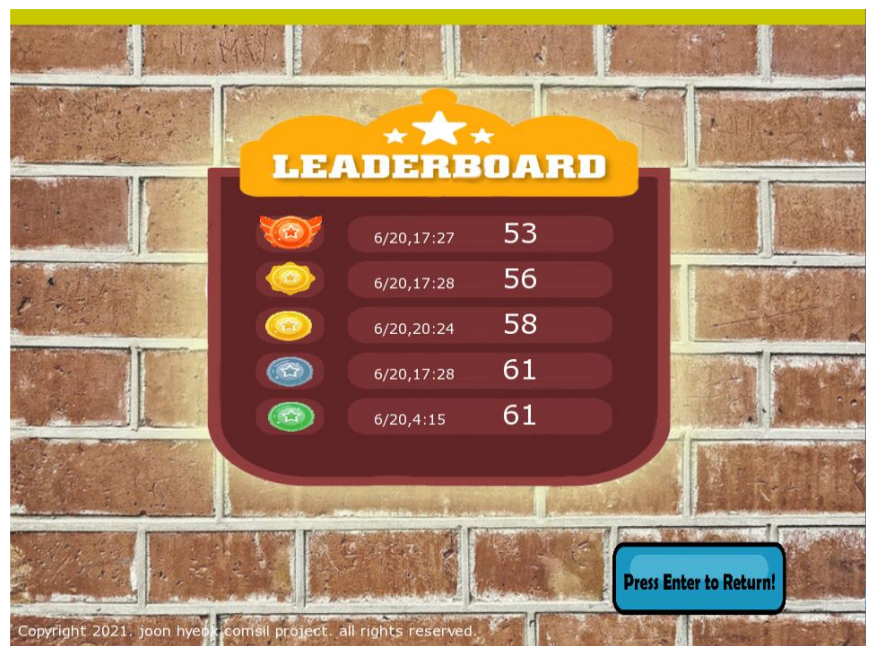 LEADERBOARD
6/20,17:27 53
6/20,17:28 56
6/20,20:24 58
6/20,17:28 61
6/20,4:15 61
Press Enter to Return!
Copyright 2021. joon hyeok.comsil project. all rights reserved.